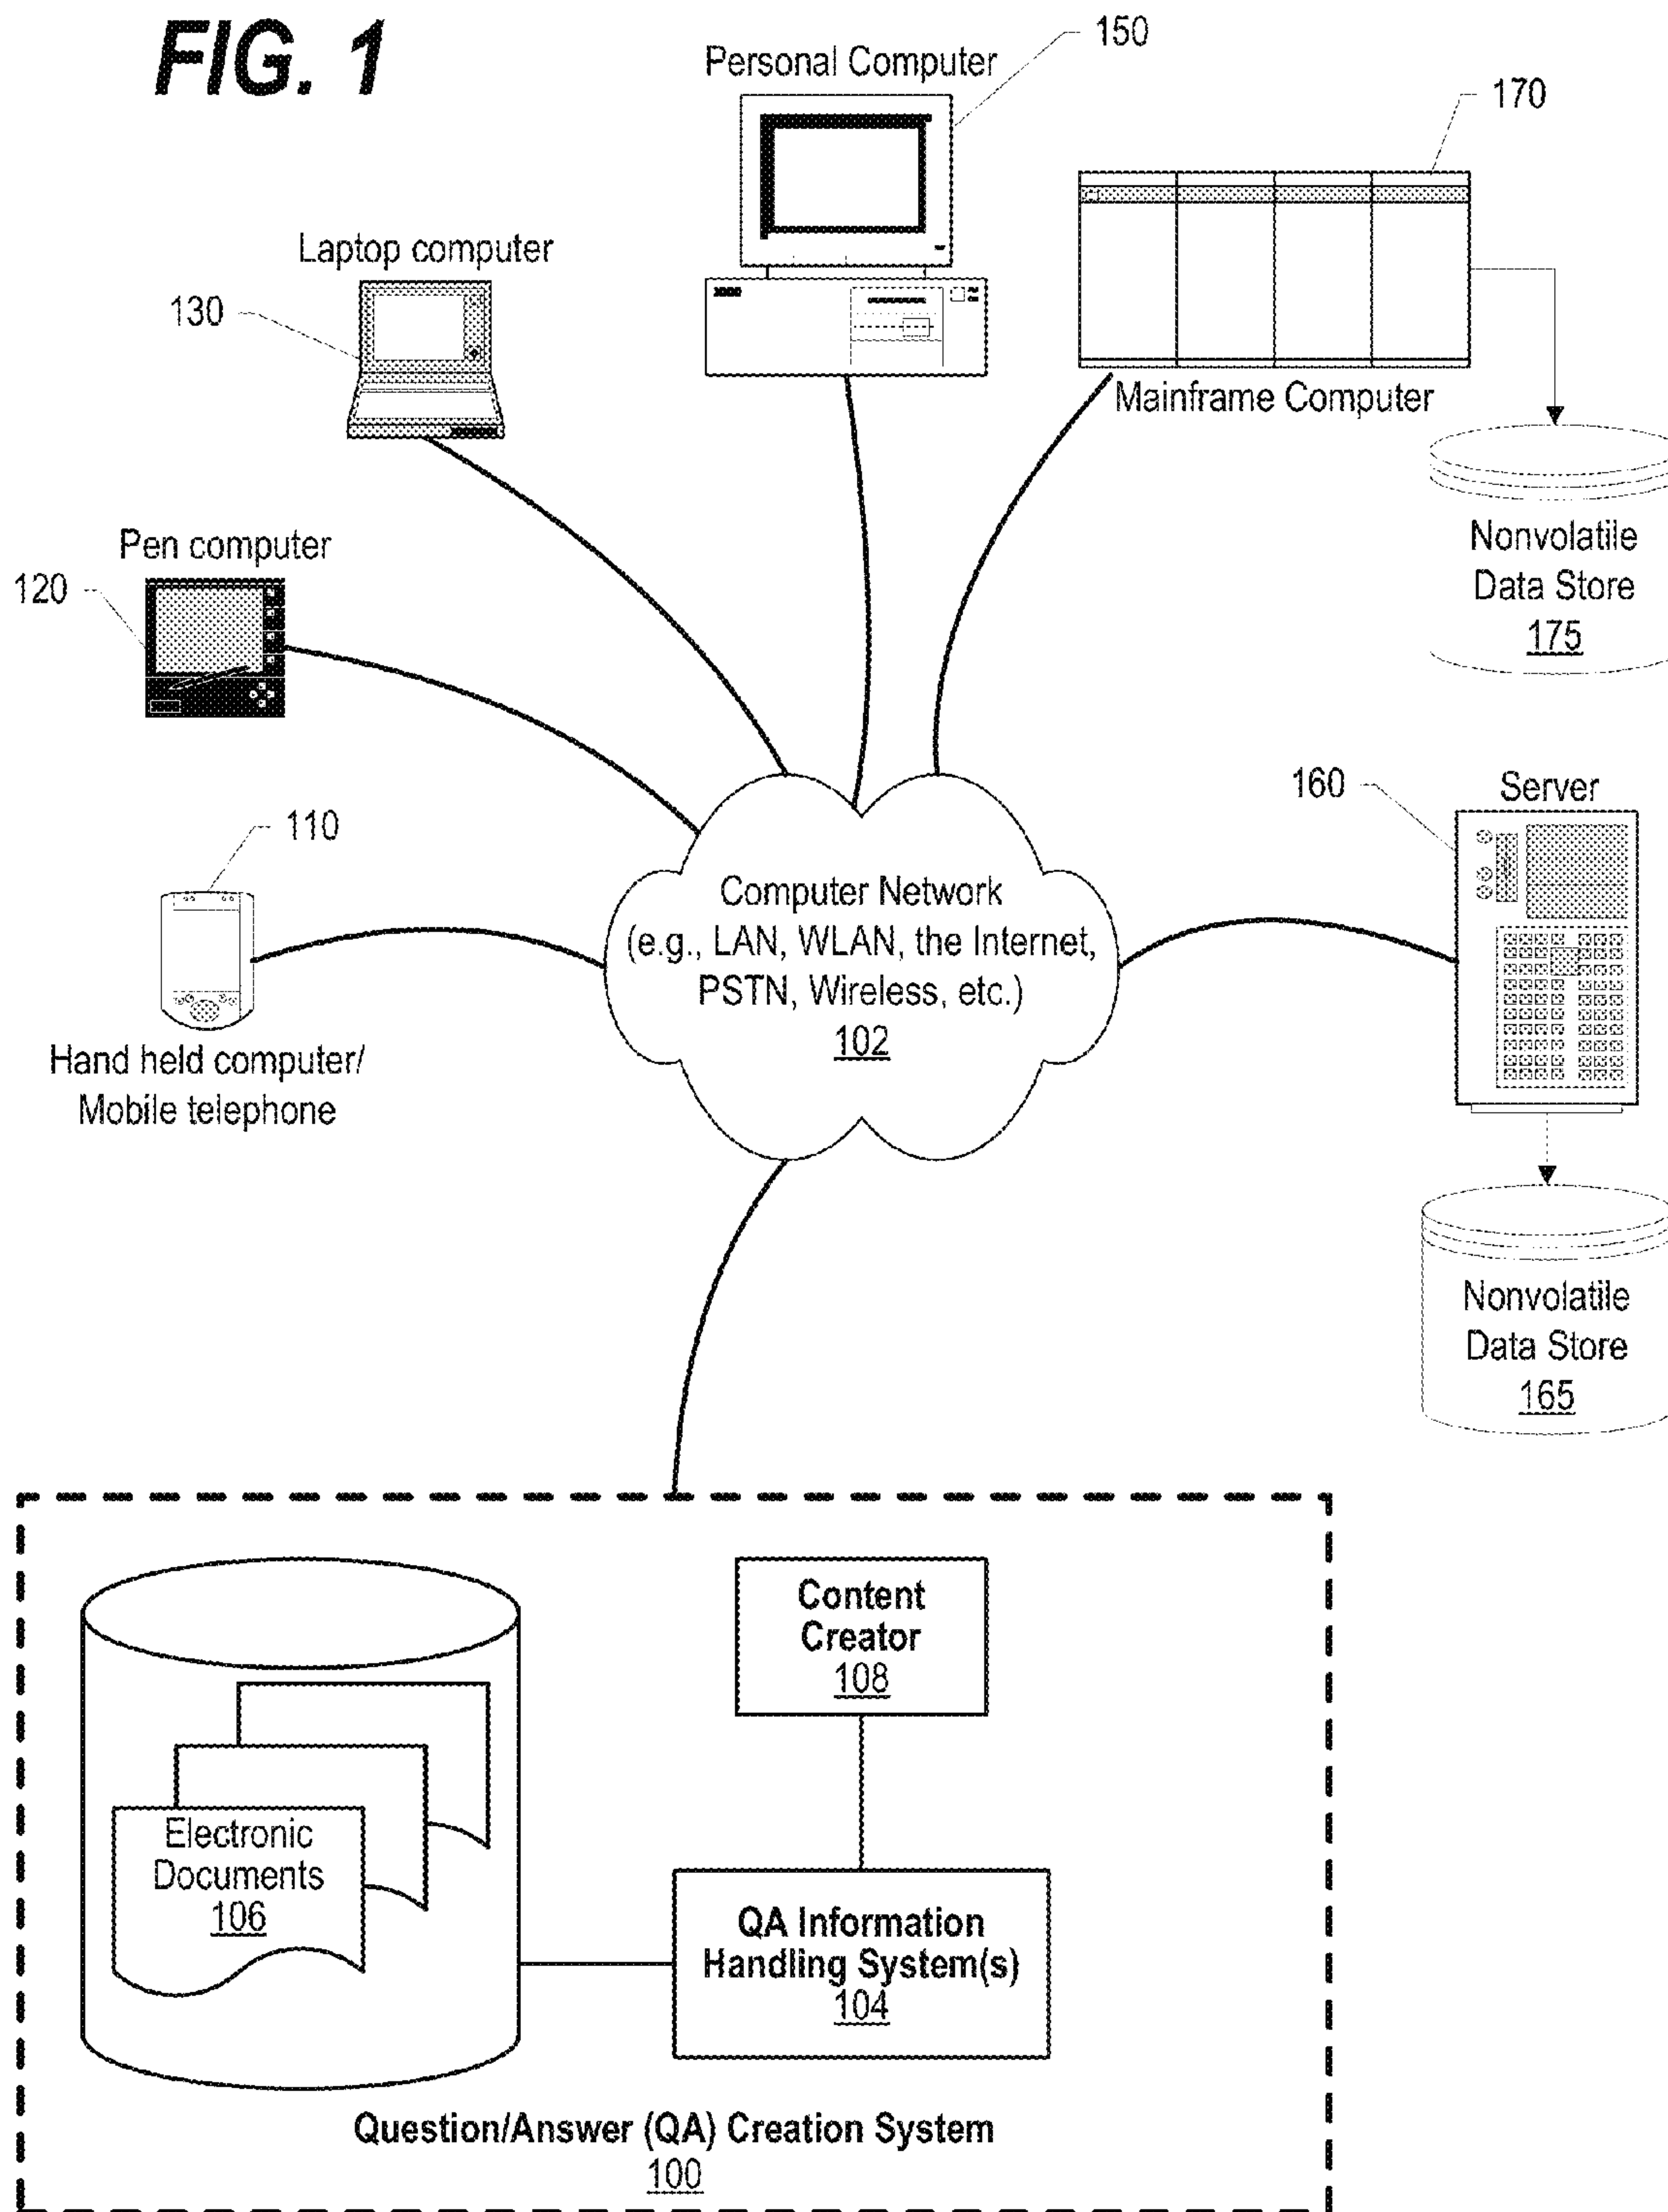 FIG. 1
Personal Computer
150
170
Laptop computer
130
Mainframe Computer
Nonvolatile
Data Store
175
Pen computer
120
160
Server
110
Computer Network
(e.g., LAN, WLAN, the Internet,
PSTN, Wireless, etc.)
102
Hand held computer/
Mobile telephone
Nonvolatile
Data Store
165
Content
Creator
108
Electronic
Documents
106
QA Information
Handling System(s)
104
Question/Answer (QA) Creation System
100